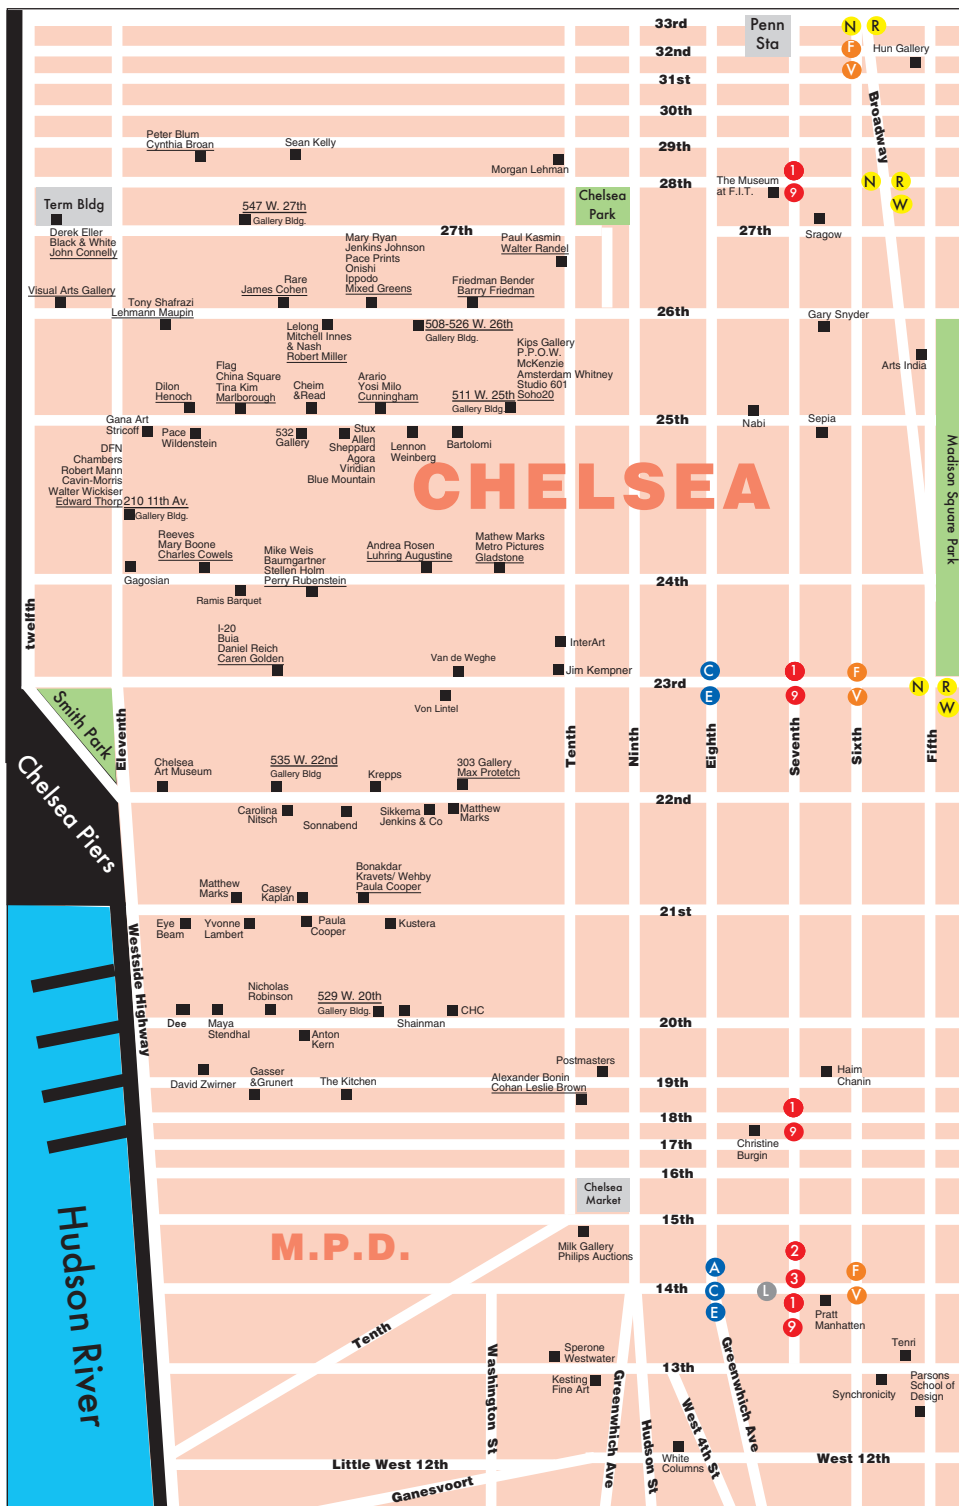 33rd
Penn
Sta
N R
32nd
F
Hun Gallery
V
31st
30th
Broadway
Peter Blum
Cynthia Broan
Sean Kelly
29th
Morgan Lehman
1
28th
The Museum
at F.I.T.
9
N R
W
Term Bldg
547 W. 27th
Gallery Bldg.
Chelsea
Park
Derek Eller
Black & White
John Connelly
27th
27th
Sragow
Mary Ryan
Jenkins Johnson
Pace Prints
Onishi
Ippodo
Mixed Greens
Paul Kasmin
Walter Randel
Visual Arts Gallery
Rare
James Cohen
Friedman Bender
Barrry Friedman
Tony Shafrazi
Lehmann Maupin
26th
Gary Snyder
Lelong
Mitchell Innes
& Nash
Robert Miller
508-526 W. 26th
Gallery Bldg.
Kips Gallery
P.P.O.W.
McKenzie
Amsterdam Whitney
Studio 601
Soho20
Arts India
Flag
China Square
Tina Kim
Marlborough
Dilon
Henoch
Cheim
&Read
Arario
Yosi Milo
Cunningham
511 W. 25th
Gallery Bldg.
Gana Art
Stricoff
Pace
Wildenstein
532
Gallery
Stux
Allen
Sheppard
Agora
Viridian
Blue Mountain
Lennon
Weinberg
Bartolomi
25th
Nabi
Sepia
Madison Square Park
DFN
Chambers
Robert Mann
Cavin-Morris
Walter Wickiser
Edward Thorp
210 11th Av.
Gallery Bldg.
CHELSEA
Reeves
Mary Boone
Charles Cowels
Gagosian
Mike Weis
Baumgartner
Stellen Holm
Perry Rubenstein
Andrea Rosen
Luhring Augustine
Mathew Marks
Metro Pictures
Gladstone
24th
Ramis Barquet
twelfth
I-20
Buia
Daniel Reich
Caren Golden
InterArt
Van de Weghe
Jim Kempner
C
1
F
23rd
E
9
V
N R
W
Von Lintel
Smith Park
Eleventh
Tenth
Ninth
Eighth
Seventh
Sixth
Fifth
Chelsea Piers
Chelsea
Art Museum
535 W. 22nd
Gallery Bldg
Krepps
303 Gallery
Max Protetch
22nd
Carolina
Nitsch
Sonnabend
Sikkema
Jenkins & Co
Matthew
Marks
Matthew
Marks
Casey
Kaplan
Bonakdar
Kravets/ Wehby
Paula Cooper
21st
Eye
Beam
Yvonne
Lambert
Paula
Cooper
Kustera
Westside Highway
Nicholas
Robinson
529 W. 20th
Gallery Bldg.
Dee
Maya
Stendhal
Shainman
CHC
20th
Anton
Kern
David Zwirner
Gasser
&Grunert
The Kitchen
Postmasters
Alexander Bonin
Cohan Leslie Brown
19th
Haim
Chanin
1
18th
9
17th
Christine
Burgin
16th
Chelsea
Market
15th
Hudson River
M.P.D.
Milk Gallery
Philips Auctions
A
2
F
14th
C
L
3
V
E
1
9
Pratt
Manhatten
Tenth
Washington St
Sperone
Westwater
Kesting
Fine Art
13th
Tenri
Synchronicity
Parsons
School of
Design
Greenwhich Ave
Hudson St
West 4th St
Greenwhich Ave
White
Columns
Little West 12th
West 12th
Ganesvoort